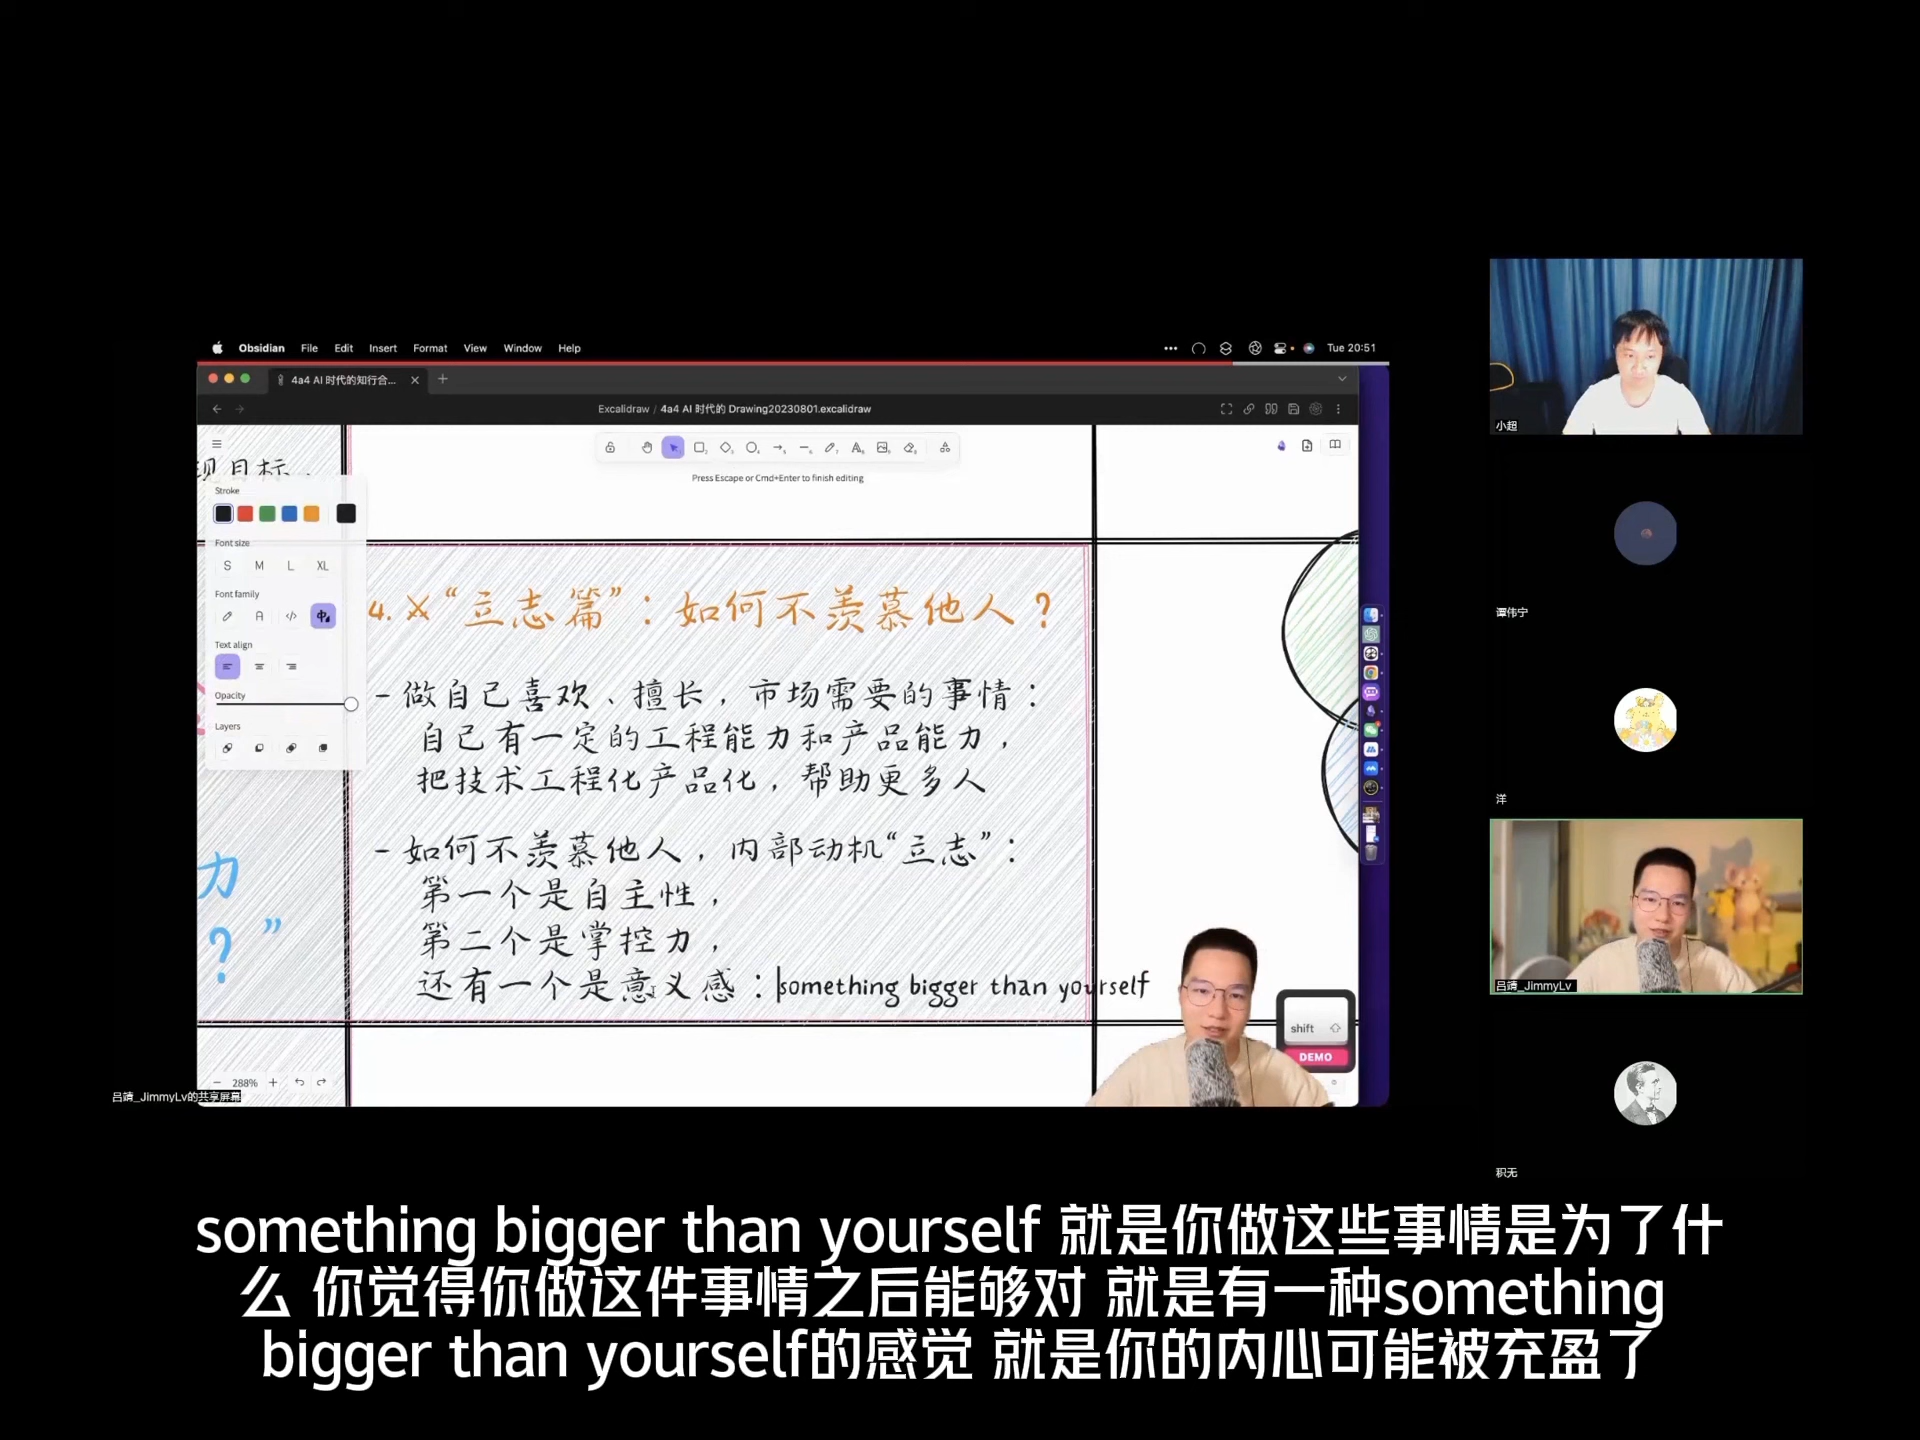 Obsidian File Edit Insert Format View Window Help Tue 20:51
4a4 AI 时代的知行合...
Excalidraw / 4a4 AI 时代的 Drawing20230801.excalidraw
Press Escape or Cmd+Enter to finish editing
现目标
Stroke
Font size
S M L XL
Font family
A </> 中
Text align
Opacity
Layers
力
？”
4. “立志篇”：如何不羡慕他人？
- 做自己喜欢、擅长，市场需要的事情：
自己有一定的工程能力和产品能力，
把技术工程化产品化，帮助更多人
- 如何不羡慕他人，内部动机“立志”：
第一个是自主性，
第二个是掌控力，
还有一个是意义感：something bigger than yourself
shift
DEMO
288%
吕靖_JimmyLv的共享屏幕
小超
谭伟宁
洋
吕靖_JimmyLv
积无
something bigger than yourself 就是你做这些事情是为了什
么 你觉得你做这件事情之后能够对 就是有一种something
bigger than yourself的感觉 就是你的内心可能被充盈了